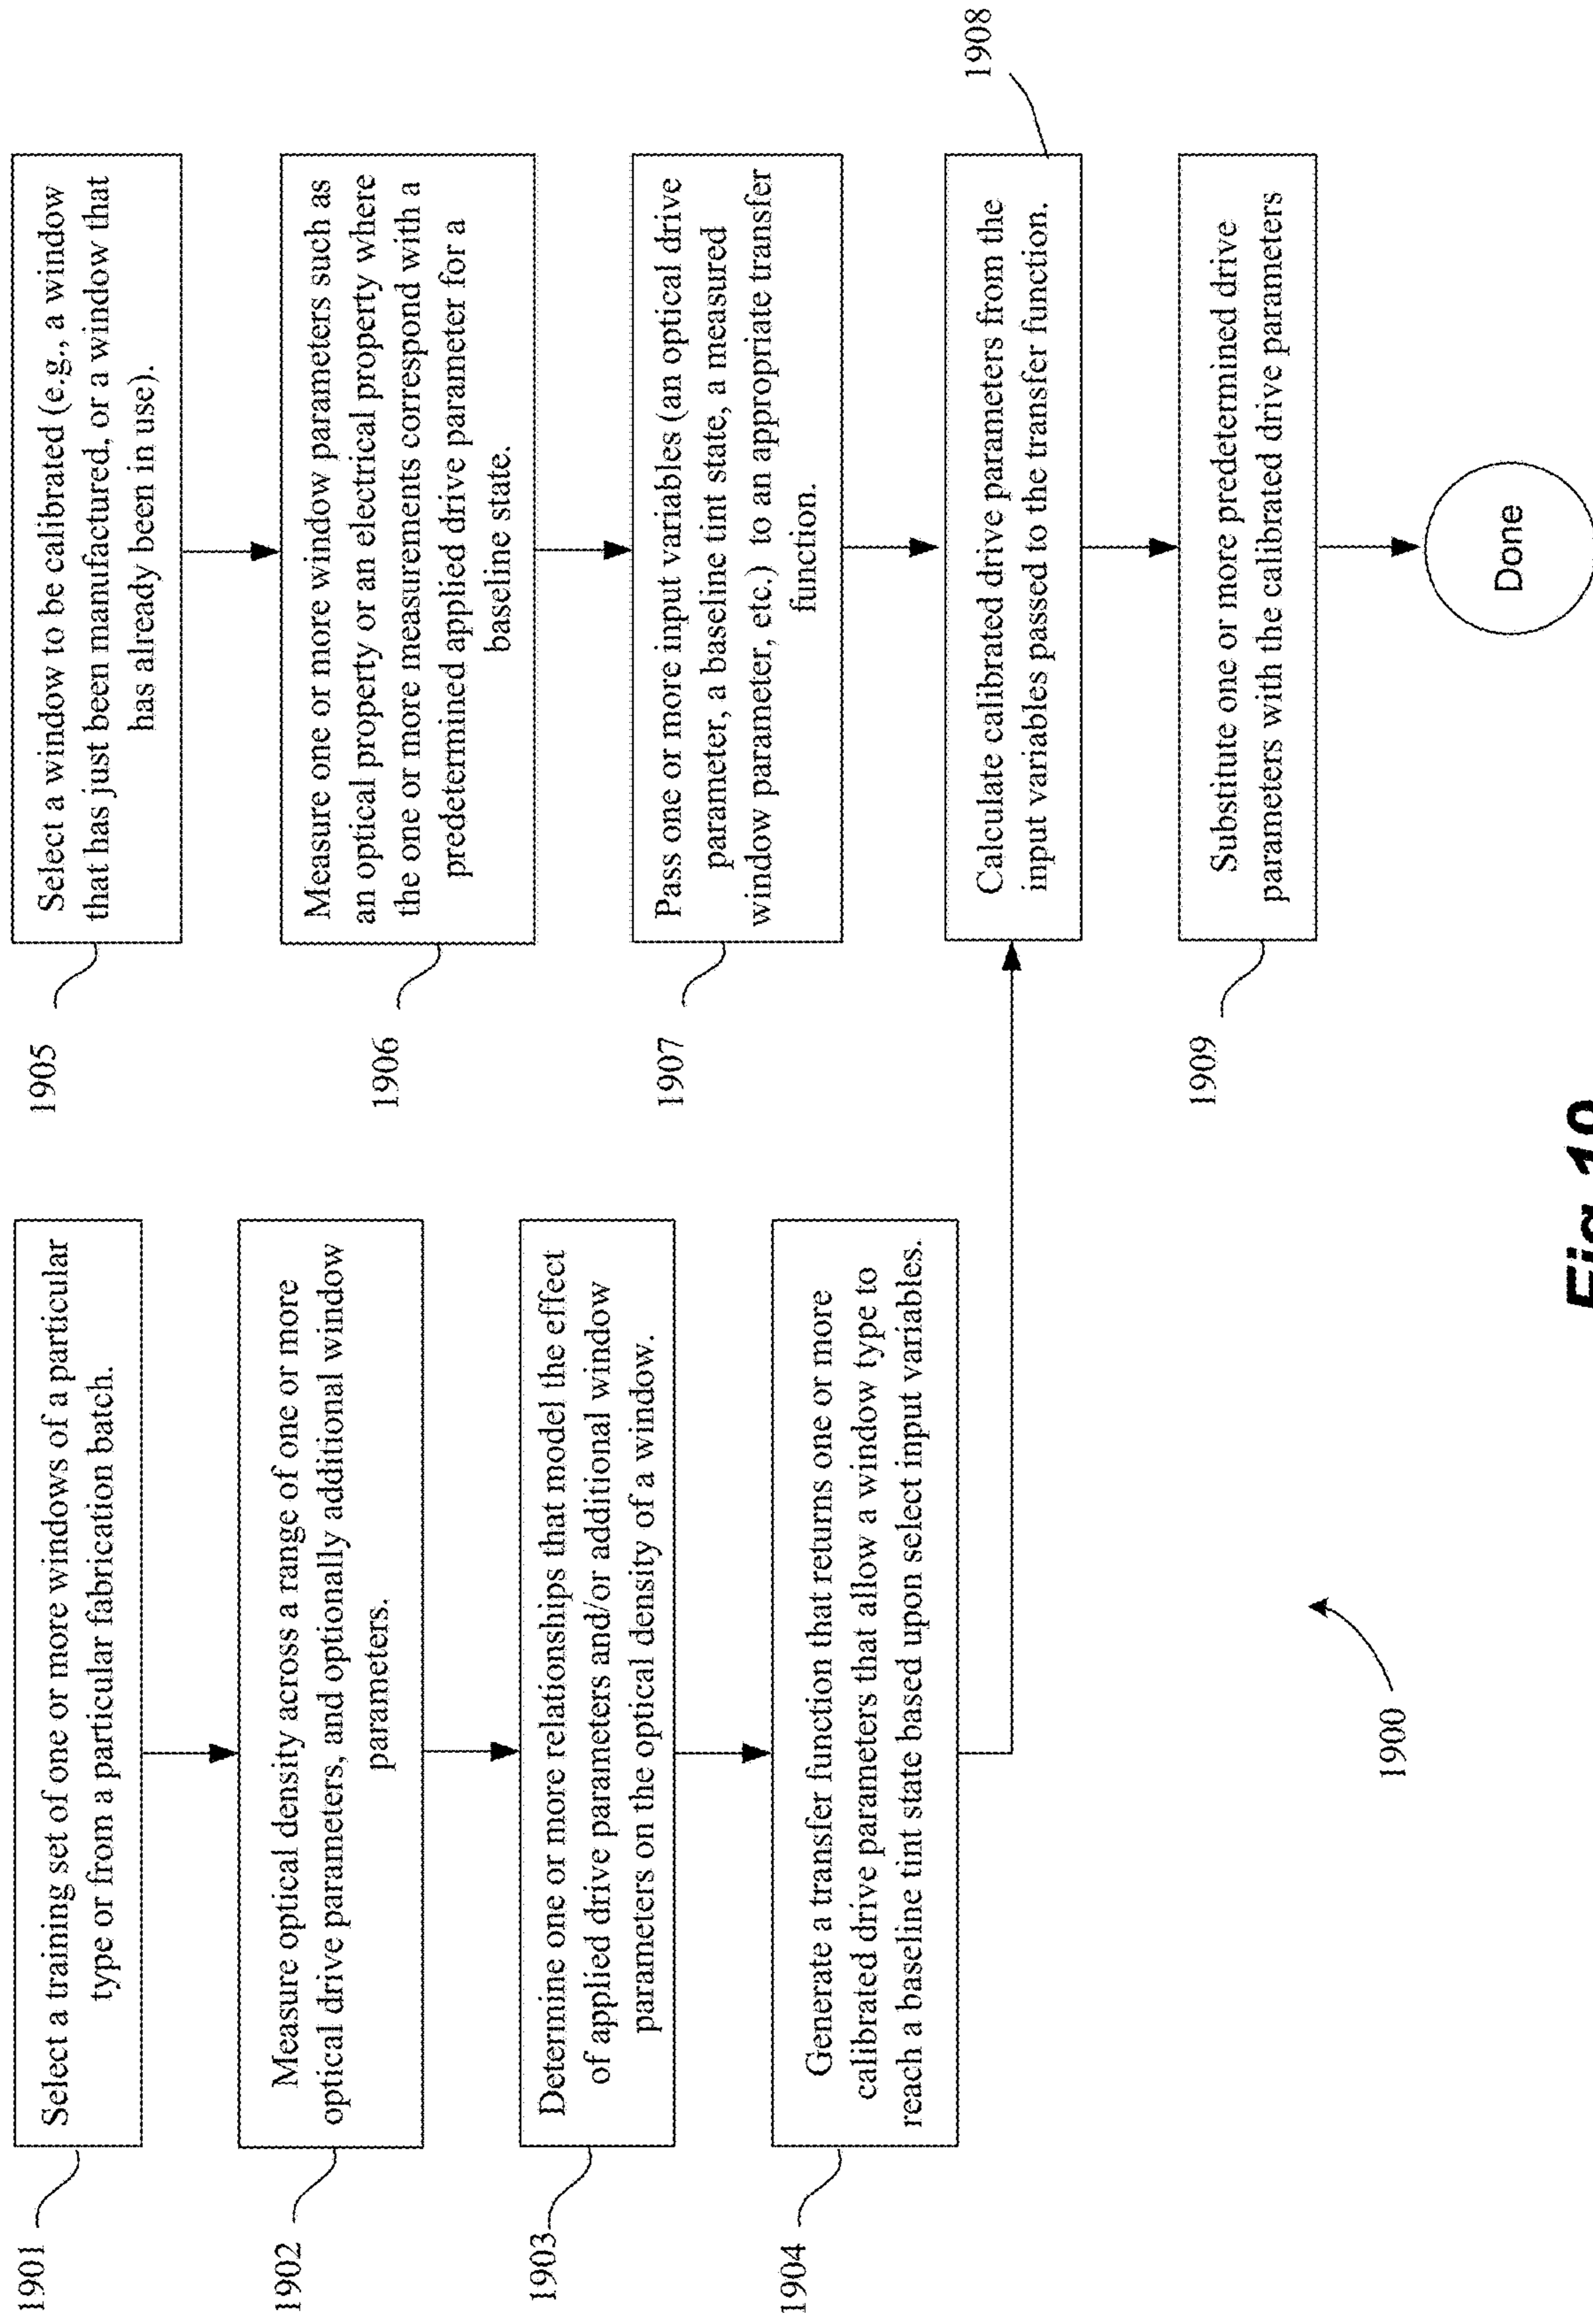 1901
Select a training set of one or more windows of a particular
type or from a particular fabrication batch.
1902
Measure optical density across a range of one or more
optical drive parameters, and optionally additional window
parameters.
1903
Determine one or more relationships that model the effect
of applied drive parameters and/or additional window
parameters on the optical density of a window.
1904
Generate a transfer function that returns one or more
calibrated drive parameters that allow a window type to
reach a baseline tint state based upon select input variables.
1900
1905
Select a window to be calibrated (e.g., a window
that has just been manufactured, or a window that
has already been in use).
1906
Measure one or more window parameters such as
an optical property or an electrical property where
the one or more measurements correspond with a
predetermined applied drive parameter for a
baseline state.
1907
Pass one or more input variables (an optical drive
parameter, a baseline tint state, a measured
window parameter, etc.) to an appropriate transfer
function.
1908
Calculate calibrated drive parameters from the
input variables passed to the transfer function.
1909
Substitute one or more predetermined drive
parameters with the calibrated drive parameters
Done
Fig 19